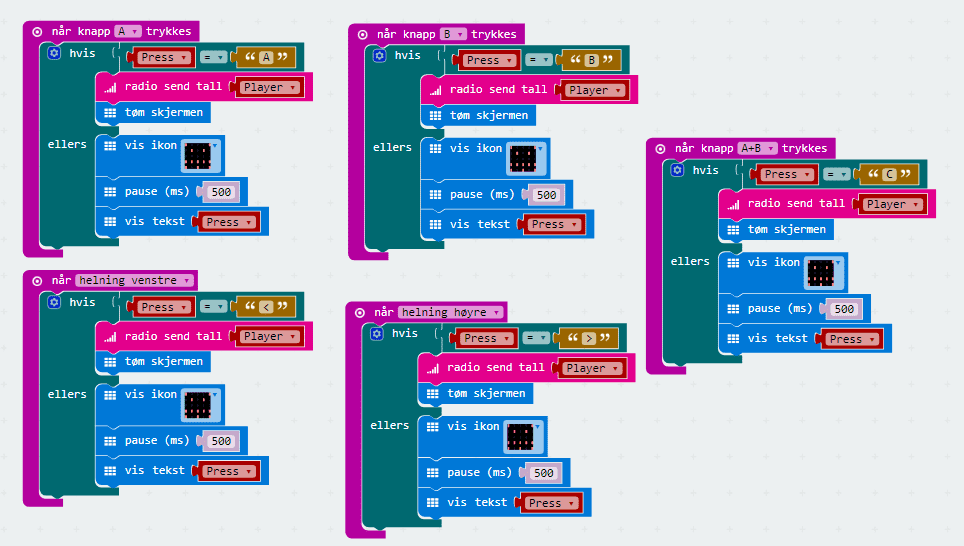 når knapp A trykkes
hvis Press = “ A ”
radio send tall Player
tøm skjermen
ellers vis ikon
pause (ms) 500
vis tekst Press
når knapp B trykkes
hvis Press = “ B ”
radio send tall Player
tøm skjermen
ellers vis ikon
pause (ms) 500
vis tekst Press
når knapp A+B trykkes
hvis Press = “ C ”
radio send tall Player
tøm skjermen
ellers vis ikon
pause (ms) 500
vis tekst Press
når helning venstre
hvis Press = “ < ”
radio send tall Player
tøm skjermen
ellers vis ikon
pause (ms) 500
vis tekst Press
når helning høyre
hvis Press = “ > ”
radio send tall Player
tøm skjermen
ellers vis ikon
pause (ms) 500
vis tekst Press